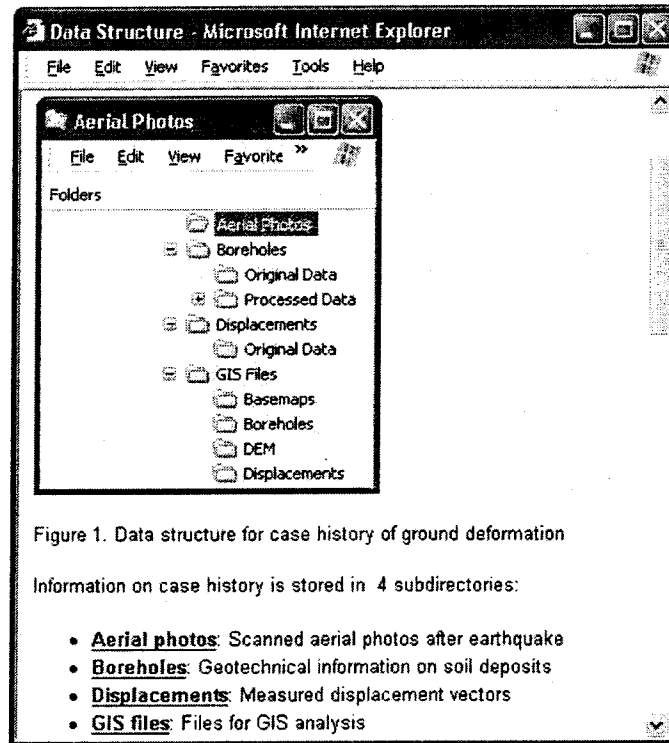 Data Structure - Microsoft Internet Explorer
File Edit View Favorites Tools Help
Aerial Photos
File Edit View Favorite »
Folders
Aerial Photos
Boreholes
Original Data
Processed Data
Displacements
Original Data
GIS Files
Basemaps
Boreholes
DEM
Displacements
Figure 1. Data structure for case history of ground deformation
Information on case history is stored in 4 subdirectories:
• Aerial photos: Scanned aerial photos after earthquake
• Boreholes: Geotechnical information on soil deposits
• Displacements: Measured displacement vectors
• GIS files: Files for GIS analysis